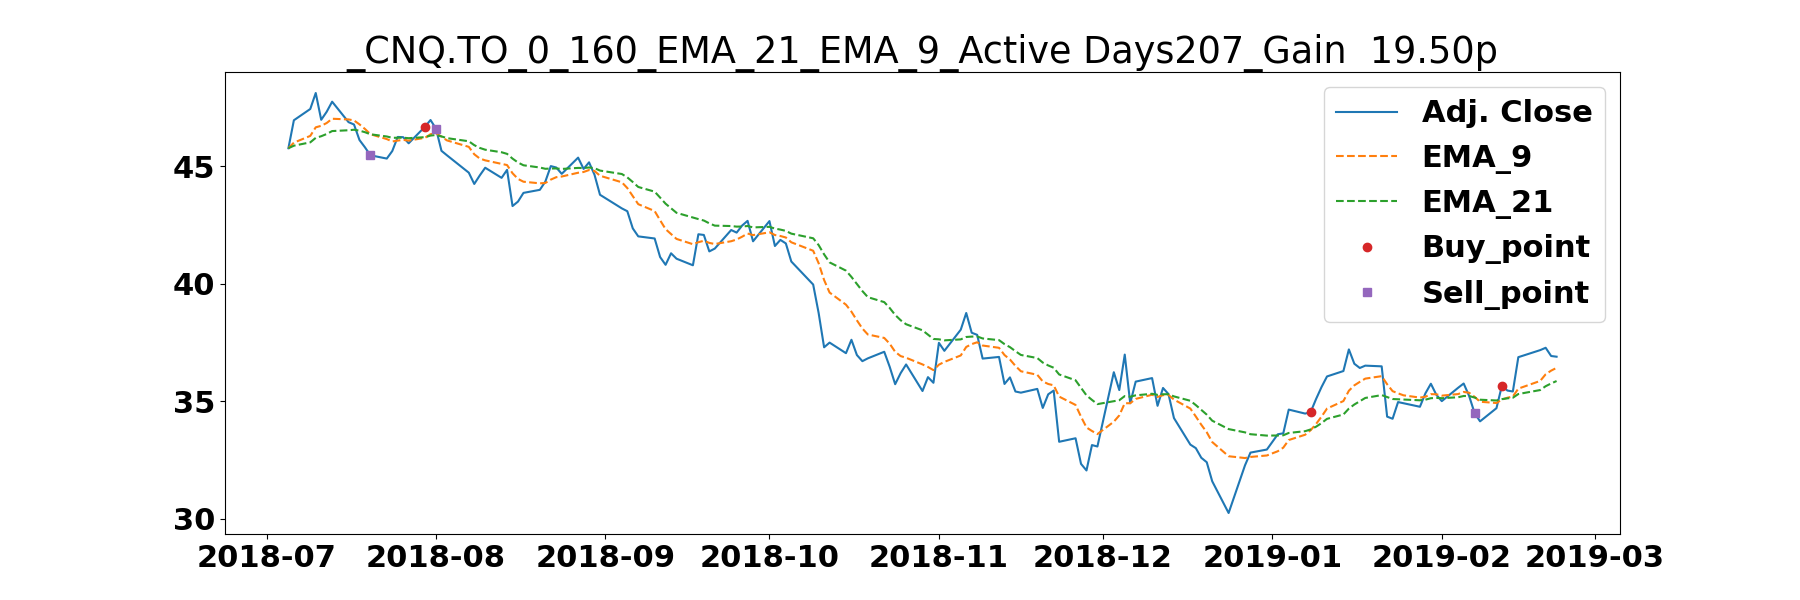 _CNQ.TO_0_160_EMA_21_EMA_9_Active Days207_Gain  19.50p
Adj. Close
EMA_9
EMA_21
Buy_point
Sell_point
45
40
35
30
2018-07 2018-08 2018-09 2018-10 2018-11 2018-12 2019-01 2019-02 2019-03